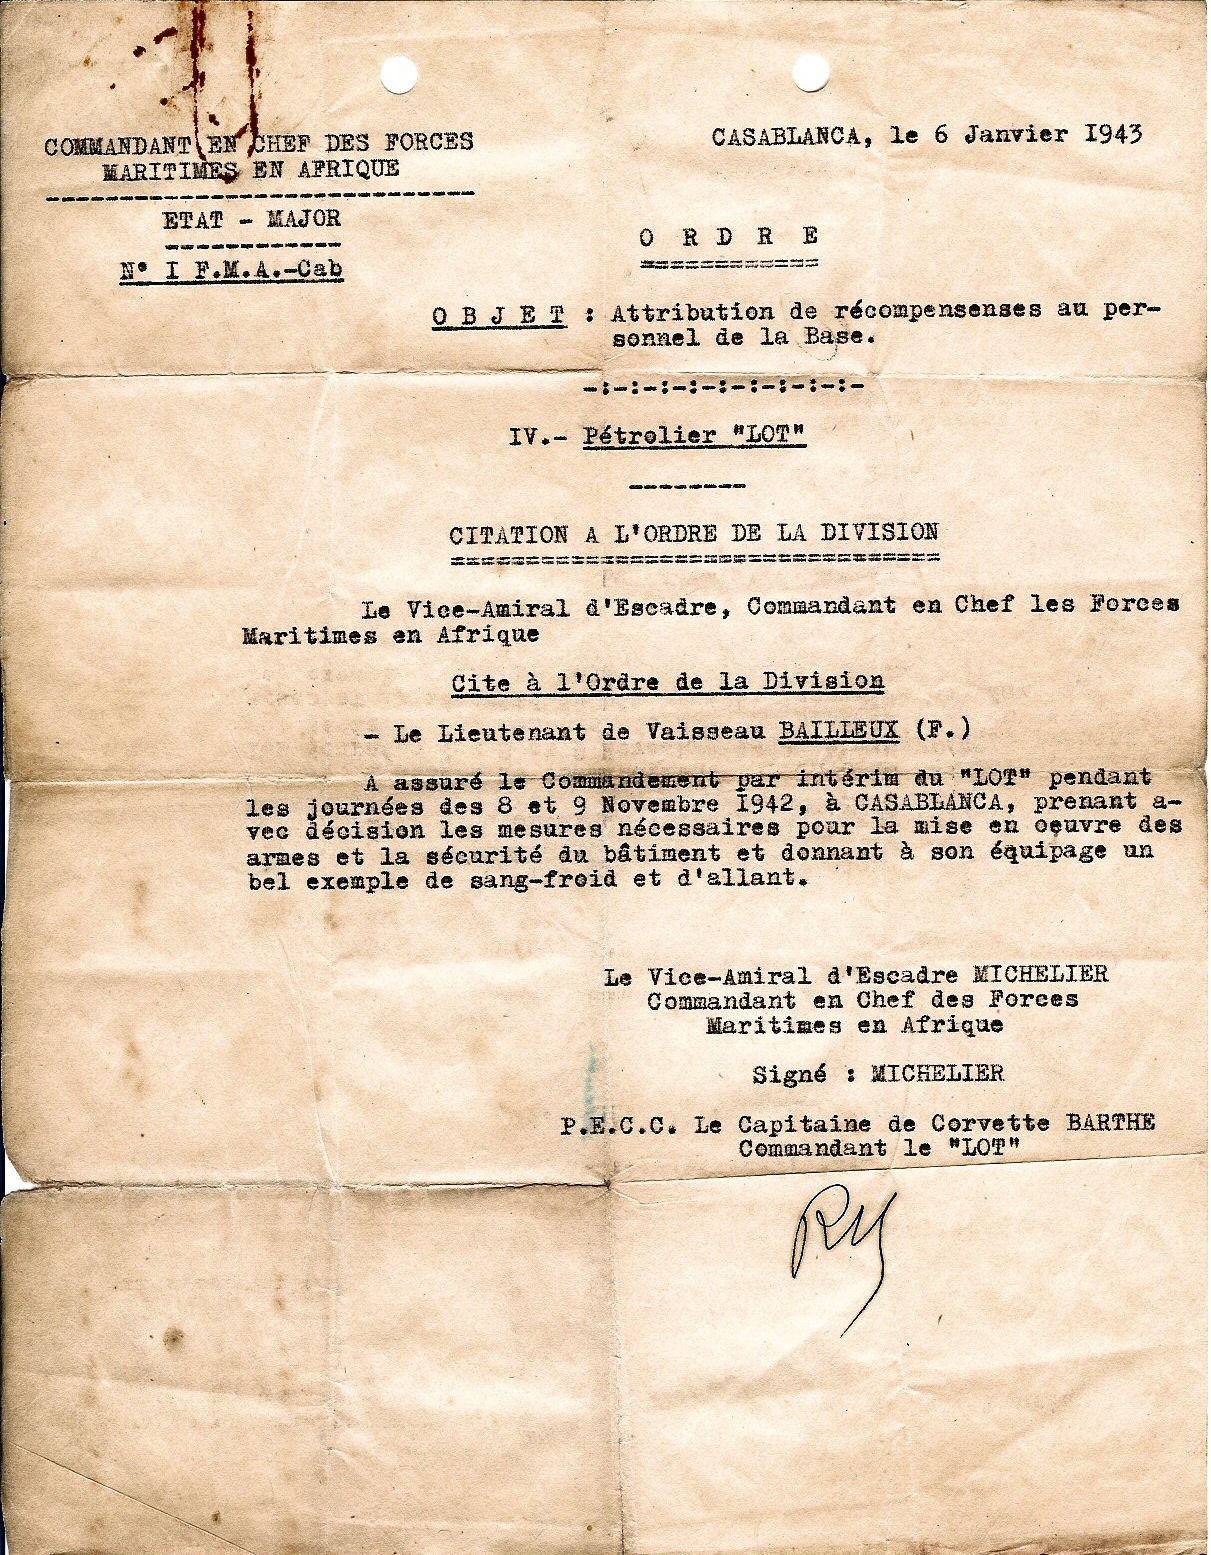 COMMANDANT EN CHEF DES FORCES
MARITIMES EN AFRIQUE
ETAT - MAJOR
N° I F.M.A.-Cab
CASABLANCA, le 6 Janvier 1943
O R D R E
O B J E T : Attribution de récompensenses au per-
sonnel de la Base.
-:-:-:-:-:-:-:-:-:-
IV.- Pétrolier "LOT"
CITATION A L'ORDRE DE LA DIVISION
Le Vice-Amiral d'Escadre, Commandant en Chef les Forces
Maritimes en Afrique
Cite à l'Ordre de la Division
- Le Lieutenant de Vaisseau BAILLEUX (F.)
A assuré le Commandement par intérim du "LOT" pendant
les journées des 8 et 9 Novembre 1942, à CASABLANCA, prenant a-
vec décision les mesures nécessaires pour la mise en oeuvre des
armes et la sécurité du bâtiment et donnant à son équipage un
bel exemple de sang-froid et d'allant.
Le Vice-Amiral d'Escadre MICHELIER
Commandant en Chef des Forces
Maritimes en Afrique
Signé : MICHELIER
P.E.C.C. Le Capitaine de Corvette BARTHE
Commandant le "LOT"